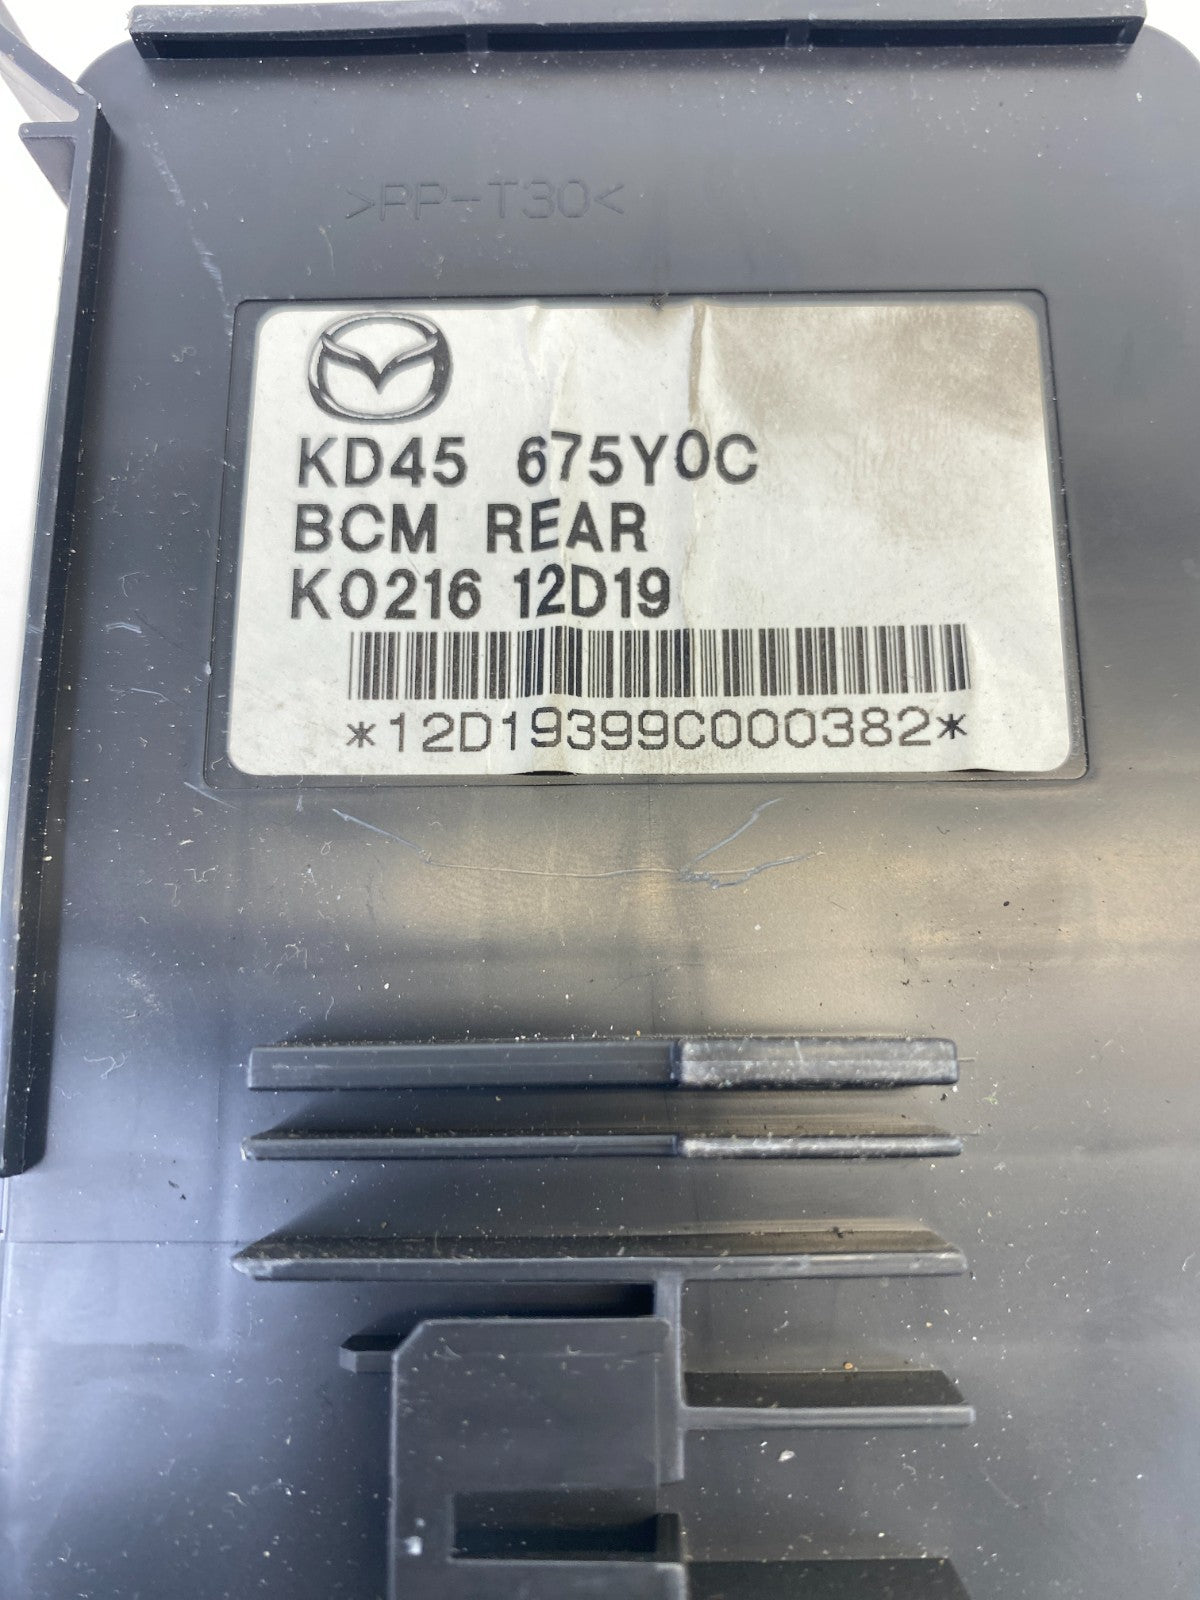 >PP-T30<
KD45 675Y0C
BCM REAR
K0216 12D19
*12D19399C000382*